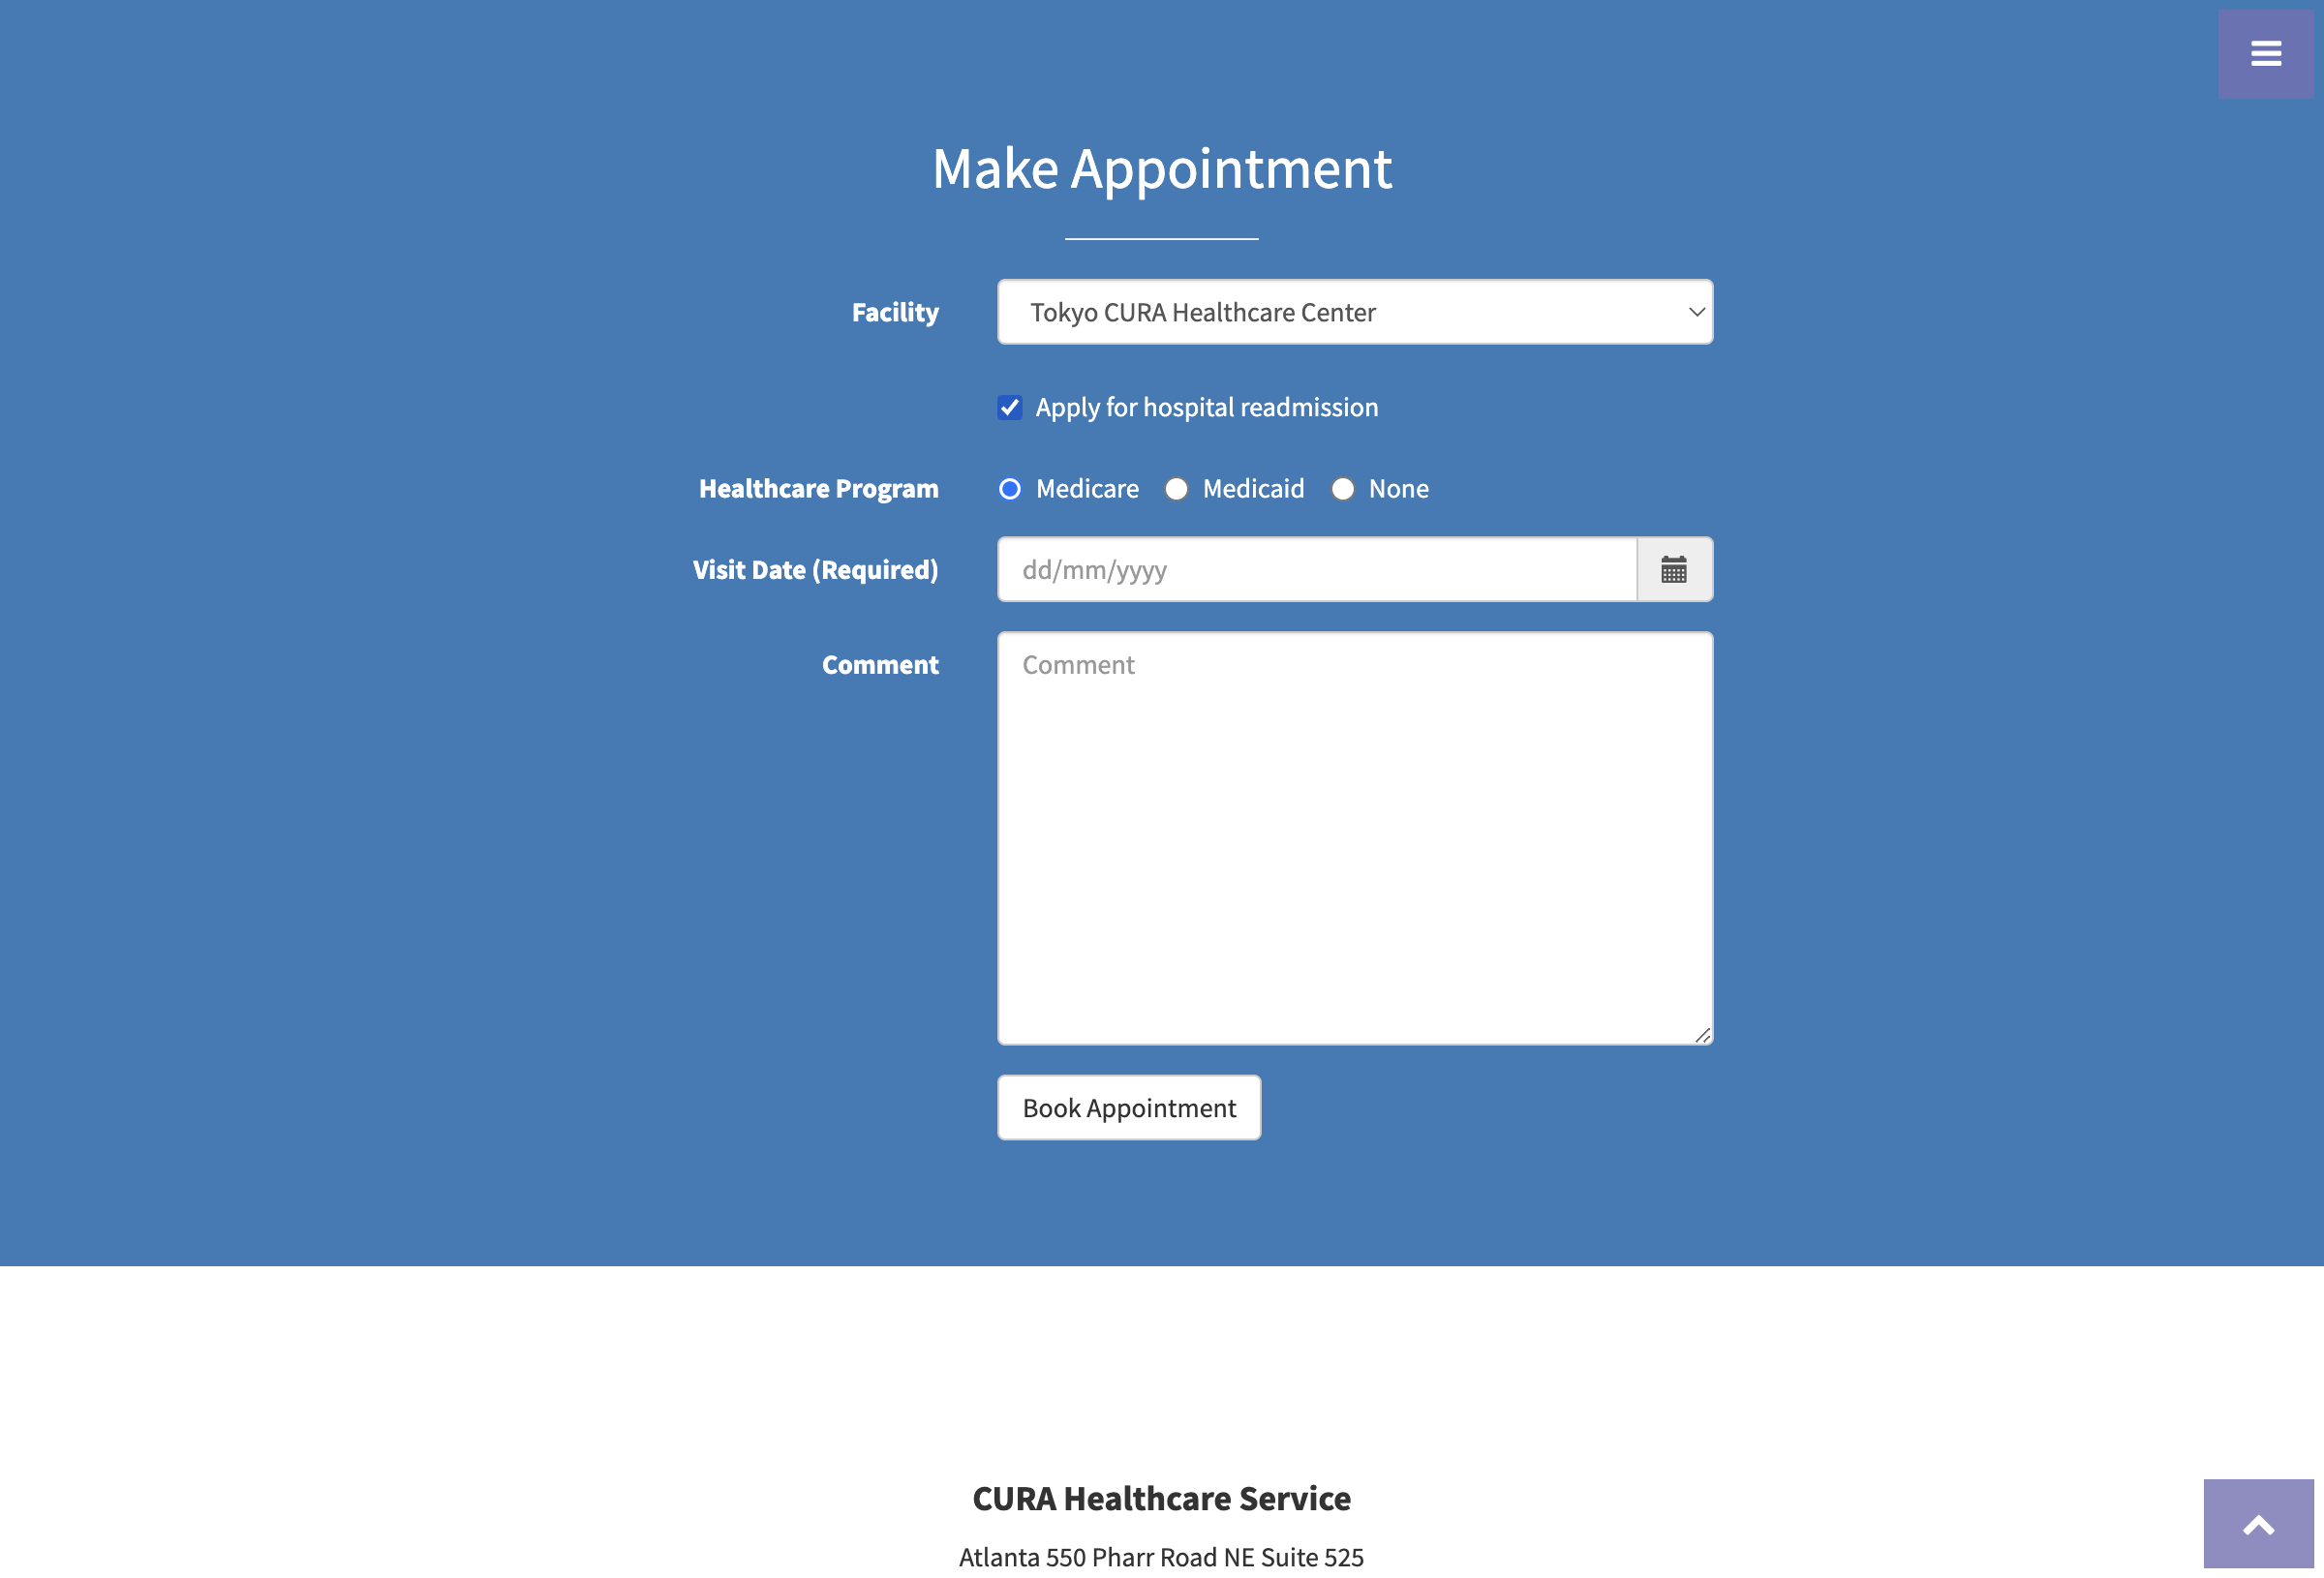 Make Appointment
Facility
Tokyo CURA Healthcare Center
Apply for hospital readmission
Healthcare Program
Medicare Medicaid None
Visit Date (Required)
dd/mm/yyyy
Comment
Comment
Book Appointment
CURA Healthcare Service
Atlanta 550 Pharr Road NE Suite 525